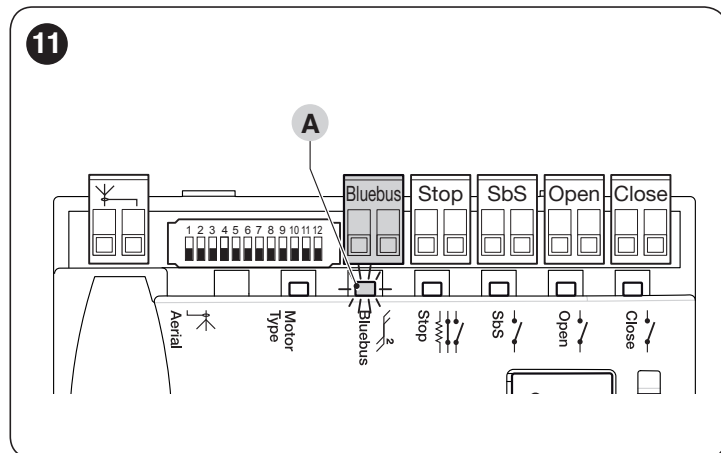 11
A
Bluebus Stop SbS Open Close
1 2 3 4 5 6 7 8 9 10 11 12
Aerial
Motor Type
Bluebus
2
Stop
SbS
Open
Close